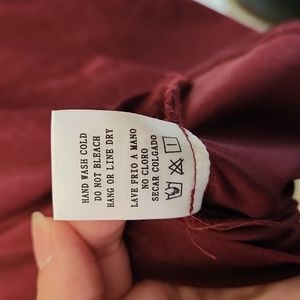 HAND WASH COLD
DO NOT BLEACH
HANG OR LINE DRY
LAVE FRIO A MANO
NO CLORO
SECAR COLGADO